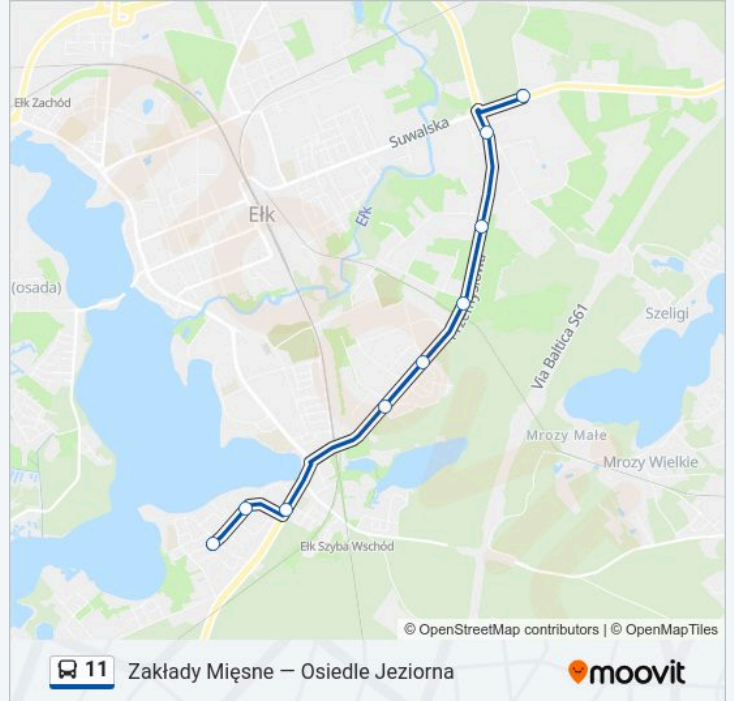 Ełk Zachód
Suwalska
Ełk
Ełk
(osada)
Przemysłowa
Via Baltica S61
Szeligi
Mrozy Małe
Mrozy Wielkie
Ełk Szyba Wschód
© OpenStreetMap contributors | © OpenMapTiles
11 Zakłady Mięsne — Osiedle Jeziorna
moovit